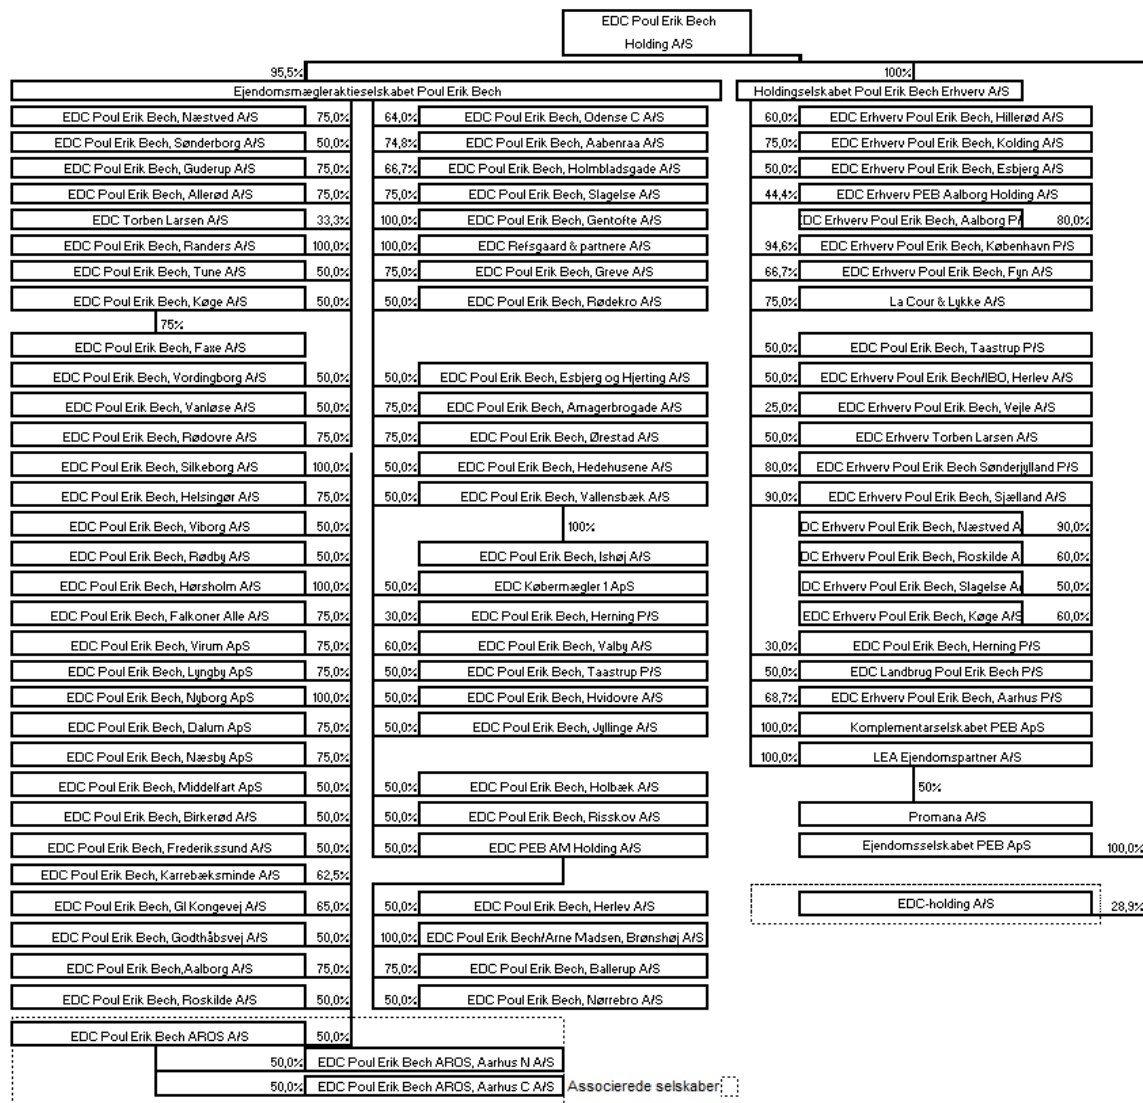 EDC Poul Erik Bech
Holding A/S
95,5%
100%
Ejendomsmægleraktieselskabet Poul Erik Bech
Holdingselskabet Poul Erik Bech Erhverv A/S
EDC Poul Erik Bech, Næstved A/S 75,0%
EDC Poul Erik Bech, Sønderborg A/S 50,0%
EDC Poul Erik Bech, Guderup A/S 75,0%
EDC Poul Erik Bech, Allerød A/S 75,0%
EDC Torben Larsen A/S 33,3%
EDC Poul Erik Bech, Randers A/S 100,0%
EDC Poul Erik Bech, Tune A/S 50,0%
EDC Poul Erik Bech, Køge A/S 50,0%
75%
EDC Poul Erik Bech, Faxe A/S
EDC Poul Erik Bech, Vordingborg A/S 50,0%
EDC Poul Erik Bech, Vanløse A/S 50,0%
EDC Poul Erik Bech, Rødovre A/S 75,0%
EDC Poul Erik Bech, Silkeborg A/S 100,0%
EDC Poul Erik Bech, Helsingør A/S 75,0%
EDC Poul Erik Bech, Viborg A/S 50,0%
EDC Poul Erik Bech, Rødby A/S 50,0%
EDC Poul Erik Bech, Hørsholm A/S 100,0%
EDC Poul Erik Bech, Falkoner Alle A/S 75,0%
EDC Poul Erik Bech, Virum ApS 75,0%
EDC Poul Erik Bech, Lyngby ApS 75,0%
EDC Poul Erik Bech, Nyborg ApS 100,0%
EDC Poul Erik Bech, Dalum ApS 75,0%
EDC Poul Erik Bech, Næsby ApS 75,0%
EDC Poul Erik Bech, Middelfart ApS 50,0%
EDC Poul Erik Bech, Birkerød A/S 50,0%
EDC Poul Erik Bech, Frederikssund A/S 50,0%
EDC Poul Erik Bech, Karrebæksminde A/S 62,5%
EDC Poul Erik Bech, Gl Kongevej A/S 65,0%
EDC Poul Erik Bech, Godthåbsvej A/S 50,0%
EDC Poul Erik Bech,Aalborg A/S 75,0%
EDC Poul Erik Bech, Roskilde A/S 50,0%
EDC Poul Erik Bech AROS A/S 50,0%
50,0% EDC Poul Erik Bech AROS, Aarhus N A/S
50,0% EDC Poul Erik Bech AROS, Aarhus C A/S
64,0% EDC Poul Erik Bech, Odense C A/S
74,8% EDC Poul Erik Bech, Aabenraa A/S
66,7% EDC Poul Erik Bech, Holmbladsgade A/S
75,0% EDC Poul Erik Bech, Slagelse A/S
100,0% EDC Poul Erik Bech, Gentofte A/S
100,0% EDC Refsgaard & partnere A/S
75,0% EDC Poul Erik Bech, Greve A/S
50,0% EDC Poul Erik Bech, Rødekro A/S
50,0% EDC Poul Erik Bech, Esbjerg og Hjerting A/S
75,0% EDC Poul Erik Bech, Amagerbrogade A/S
75,0% EDC Poul Erik Bech, Ørestad A/S
50,0% EDC Poul Erik Bech, Hedehusene A/S
50,0% EDC Poul Erik Bech, Vallensbæk A/S
100%
EDC Poul Erik Bech, Ishøj A/S
50,0% EDC Købermægler 1 ApS
30,0% EDC Poul Erik Bech, Herning P/S
60,0% EDC Poul Erik Bech, Valby A/S
50,0% EDC Poul Erik Bech, Taastrup P/S
50,0% EDC Poul Erik Bech, Hvidovre A/S
50,0% EDC Poul Erik Bech, Jyllinge A/S
50,0% EDC Poul Erik Bech, Holbæk A/S
50,0% EDC Poul Erik Bech, Risskov A/S
50,0% EDC PEB AM Holding A/S
50,0% EDC Poul Erik Bech, Herlev A/S
100,0% EDC Poul Erik Bech/Arne Madsen, Brønshøj A/S
75,0% EDC Poul Erik Bech, Ballerup A/S
50,0% EDC Poul Erik Bech, Nørrebro A/S
60,0% EDC Erhverv Poul Erik Bech, Hillerød A/S
75,0% EDC Erhverv Poul Erik Bech, Kolding A/S
50,0% EDC Erhverv Poul Erik Bech, Esbjerg A/S
44,4% EDC Erhverv PEB Aalborg Holding A/S
DC Erhverv Poul Erik Bech, Aalborg P/ 80,0%
94,6% EDC Erhverv Poul Erik Bech, København P/S
66,7% EDC Erhverv Poul Erik Bech, Fyn A/S
75,0% La Cour & Lykke A/S
50,0% EDC Poul Erik Bech, Taastrup P/S
50,0% EDC Erhverv Poul Erik Bech/IBO, Herlev A/S
25,0% EDC Erhverv Poul Erik Bech, Vejle A/S
50,0% EDC Erhverv Torben Larsen A/S
80,0% EDC Erhverv Poul Erik Bech Sønderjylland P/S
90,0% EDC Erhverv Poul Erik Bech, Sjælland A/S
DC Erhverv Poul Erik Bech, Næstved A 90,0%
DC Erhverv Poul Erik Bech, Roskilde A 60,0%
DC Erhverv Poul Erik Bech, Slagelse A 50,0%
EDC Erhverv Poul Erik Bech, Køge A/S 60,0%
30,0% EDC Poul Erik Bech, Herning P/S
50,0% EDC Landbrug Poul Erik Bech P/S
68,7% EDC Erhverv Poul Erik Bech, Aarhus P/S
100,0% Komplementarselskabet PEB ApS
100,0% LEA Ejendomspartner A/S
50%
Promana A/S
Ejendomsselskabet PEB ApS 100,0%
EDC-holding A/S 28,9%
Associerede selskaber